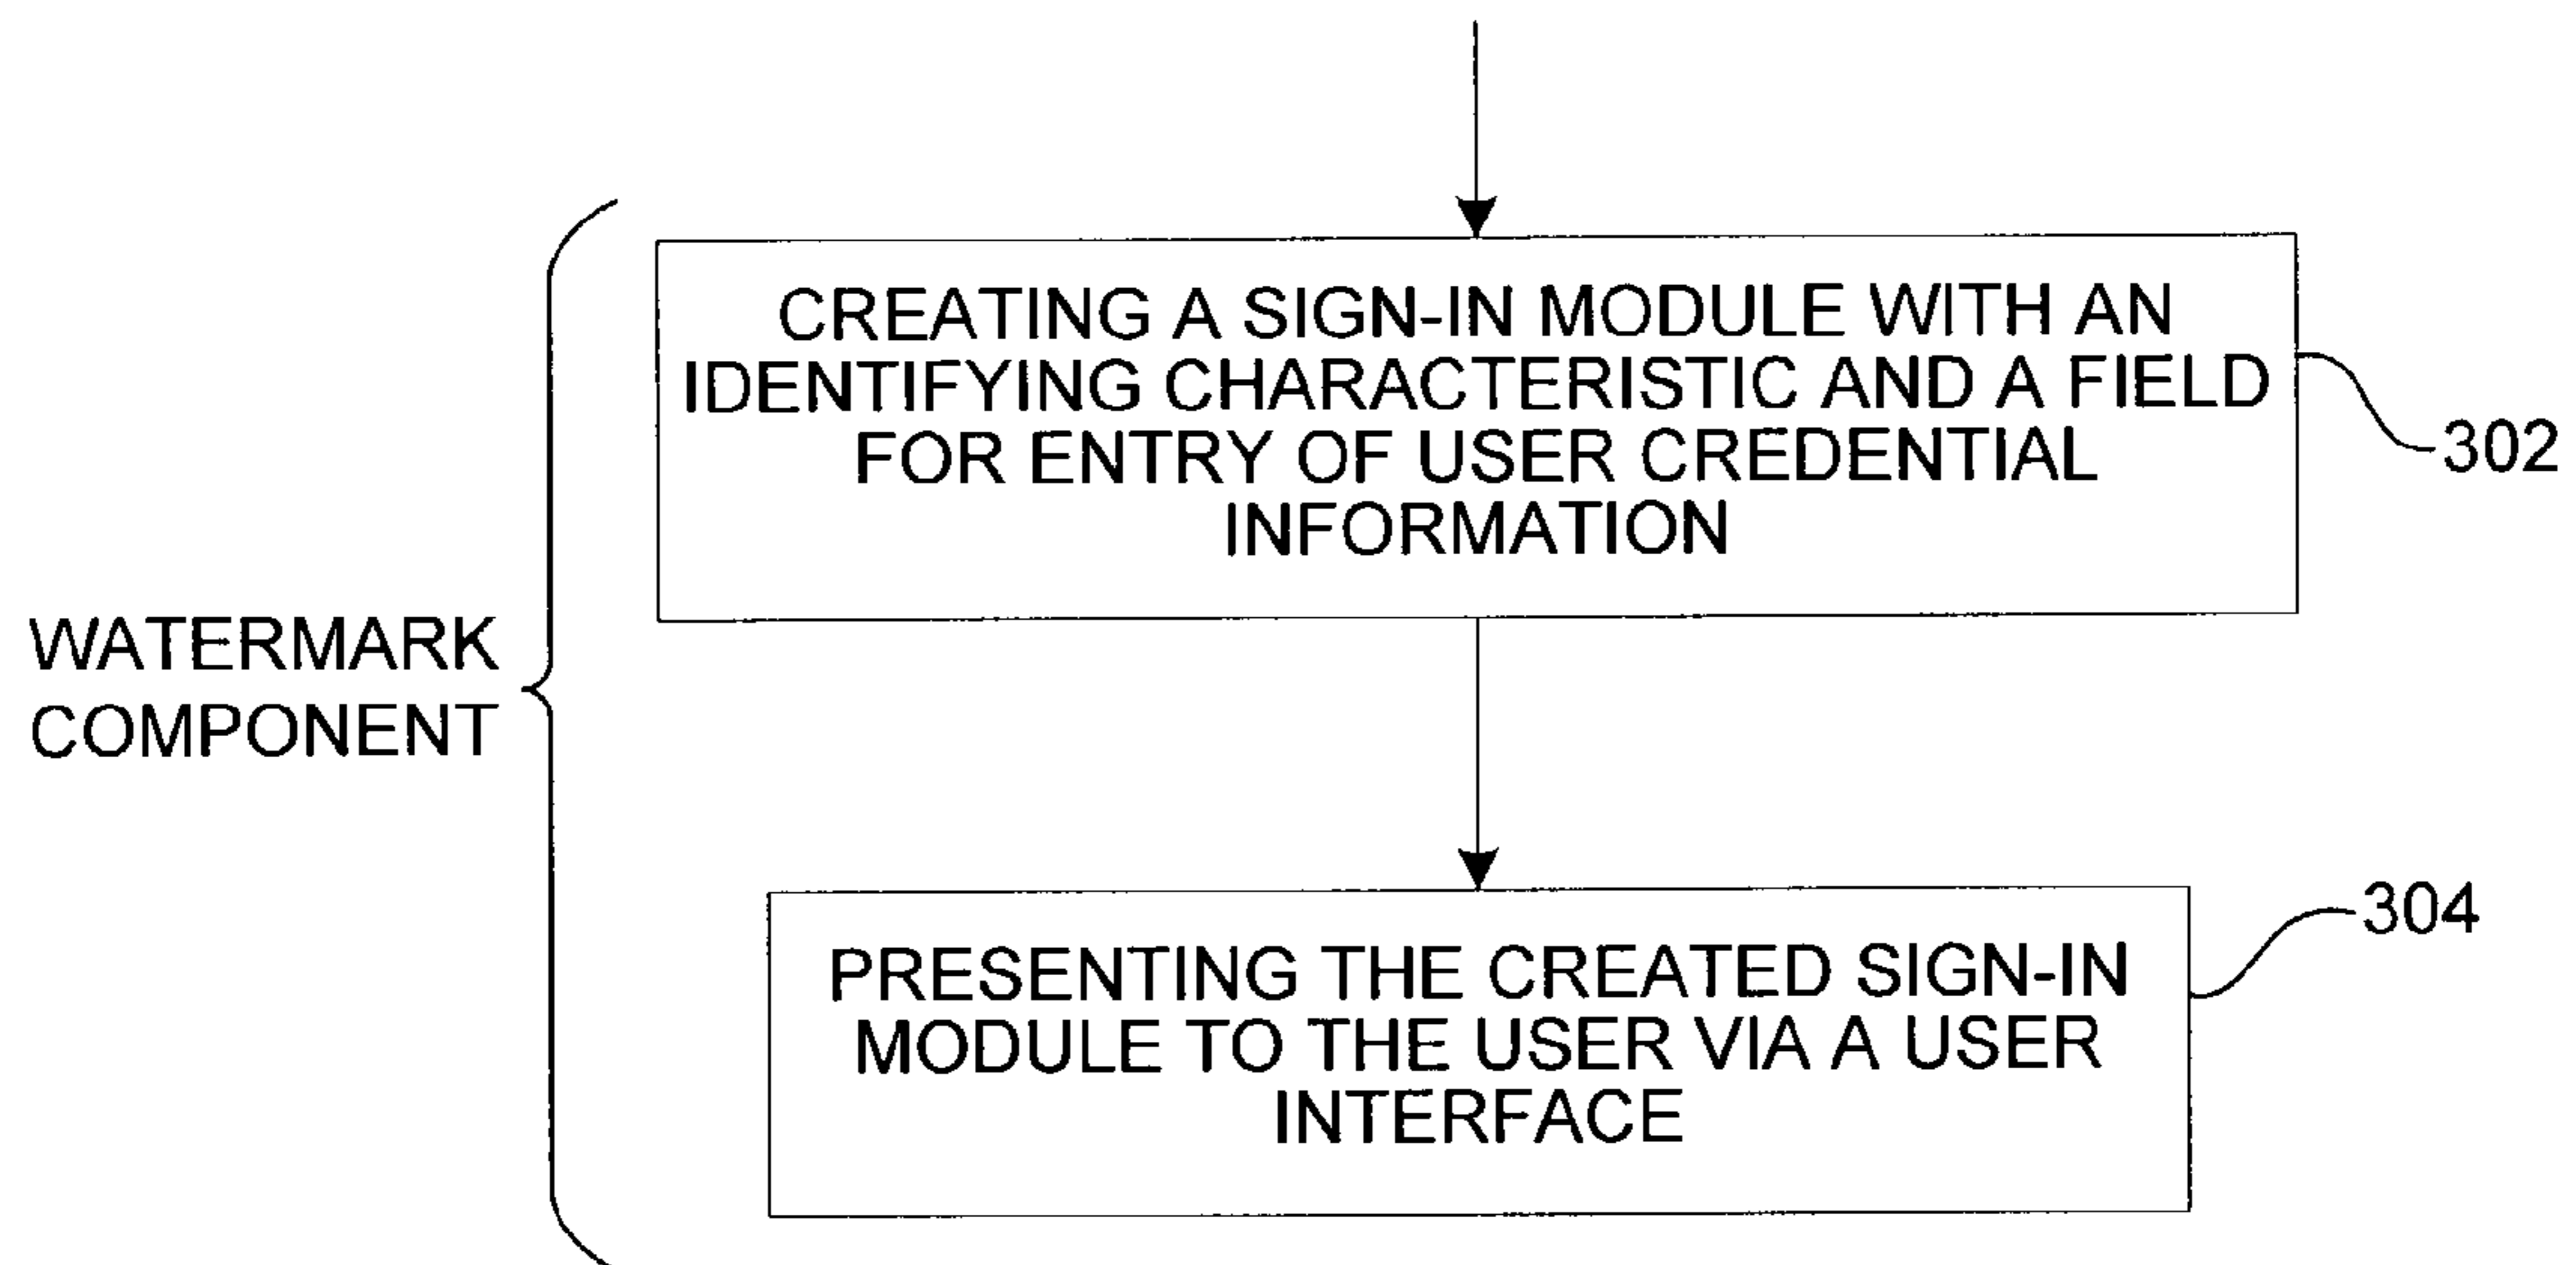 CREATING A SIGN-IN MODULE WITH AN
IDENTIFYING CHARACTERISTIC AND A FIELD
FOR ENTRY OF USER CREDENTIAL
INFORMATION
302
WATERMARK
COMPONENT
304
PRESENTING THE CREATED SIGN-IN
MODULE TO THE USER VIA A USER
INTERFACE